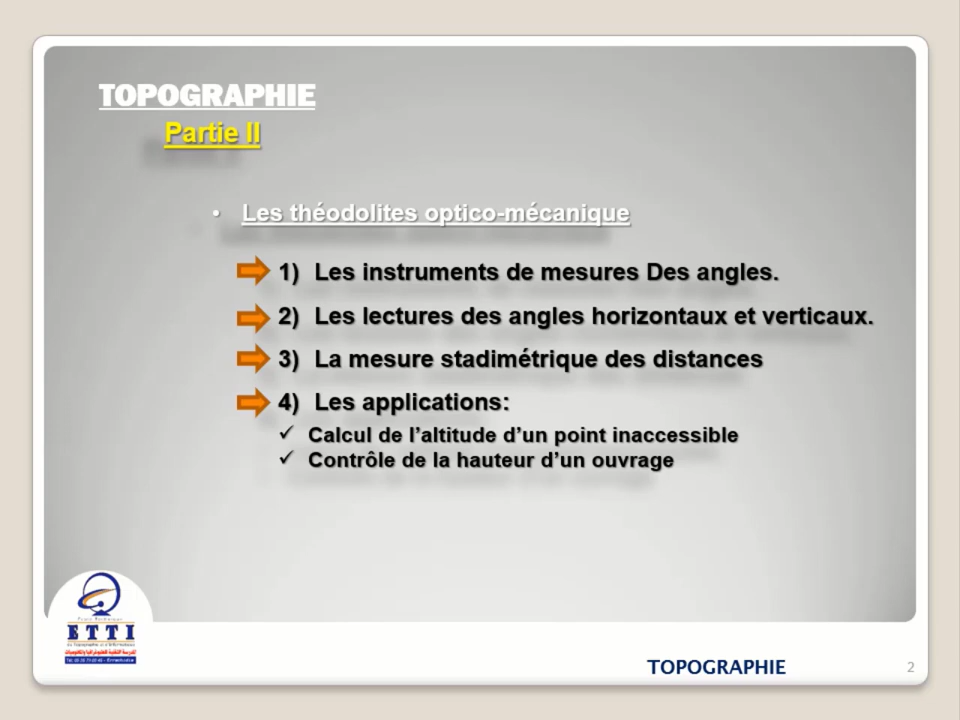 TOPOGRAPHIE
Partie II
• Les théodolites optico-mécanique
1) Les instruments de mesures Des angles.
2) Les lectures des angles horizontaux et verticaux.
3) La mesure stadimétrique des distances
4) Les applications:
✓ Calcul de l’altitude d’un point inaccessible
✓ Contrôle de la hauteur d’un ouvrage
ETTI
TOPOGRAPHIE
2